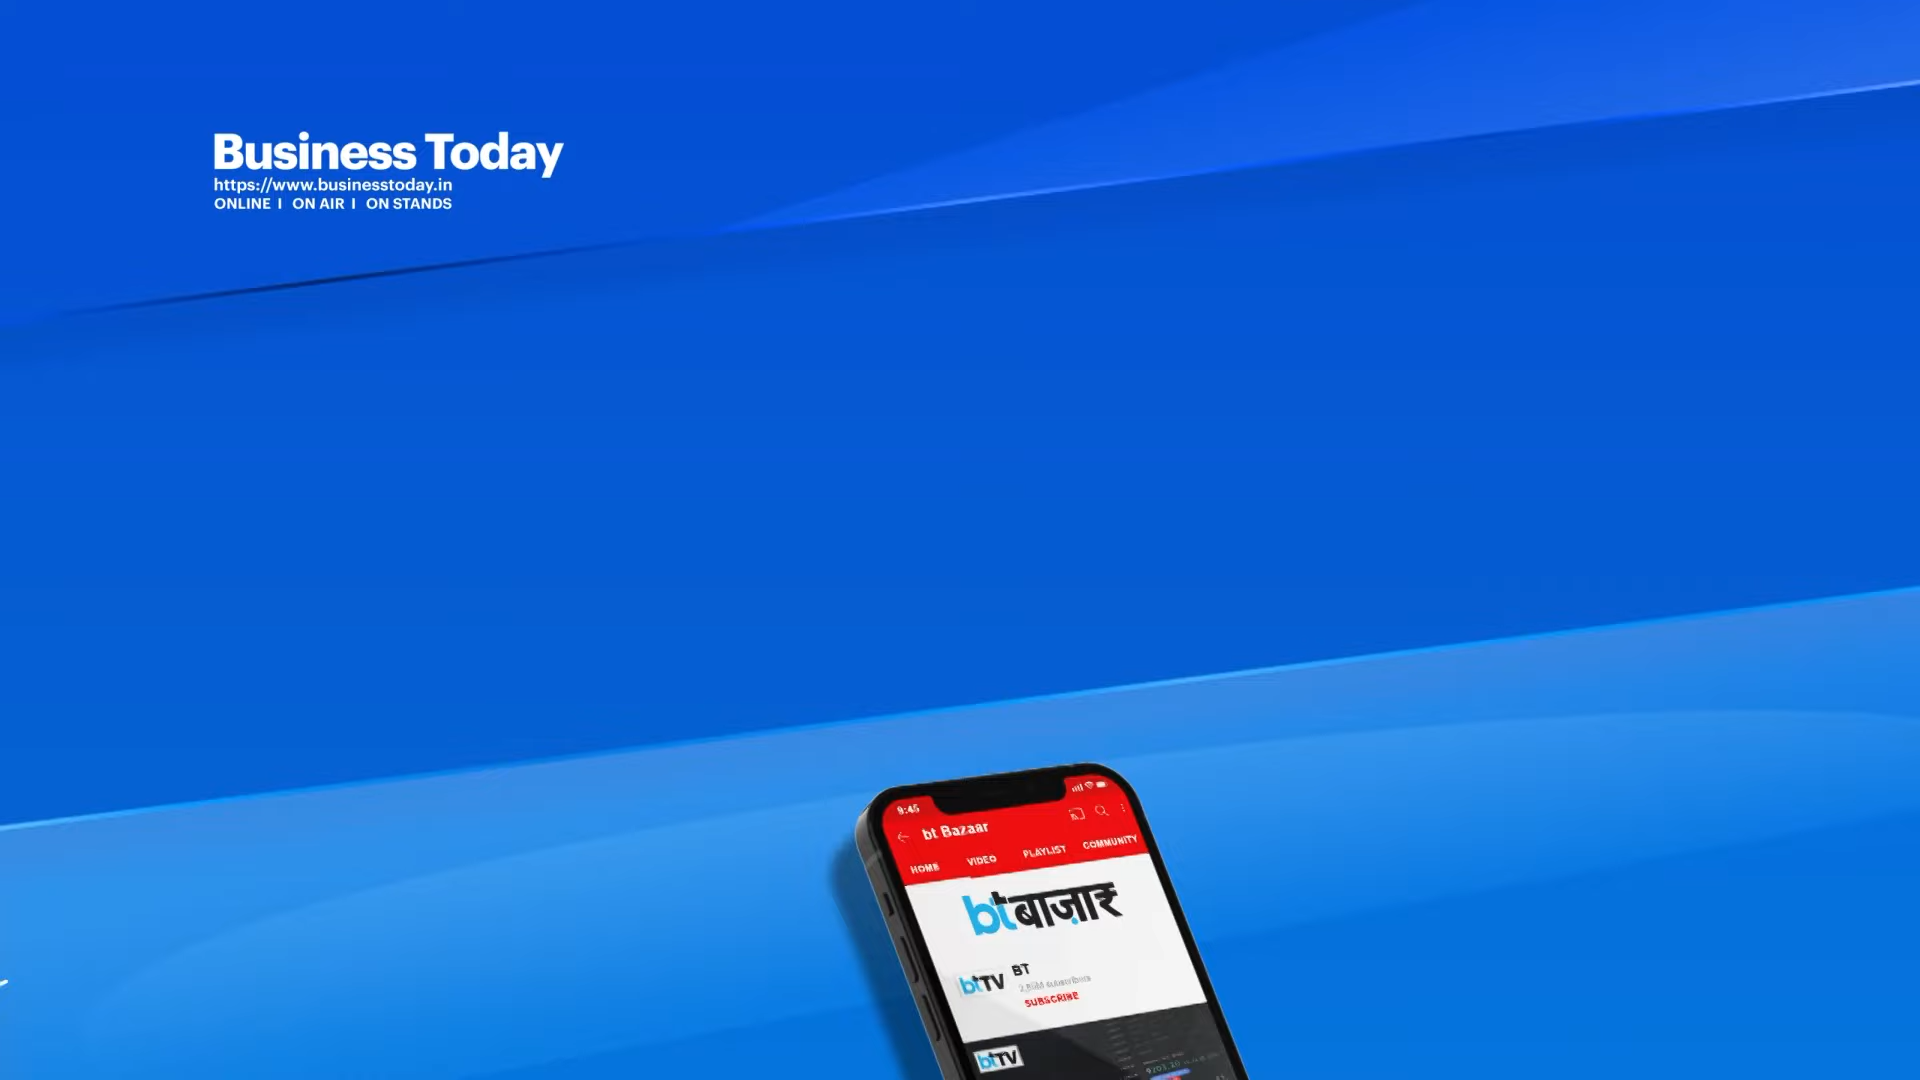 Business Today
https://www.businesstoday.in
ONLINE I ON AIR I ON STANDS
9:45
bt Bazaar
HOME VIDEO PLAYLIST COMMUNITY
btबाज़ार
btTV BT
subscribers
SUBSCRIBE
btTV